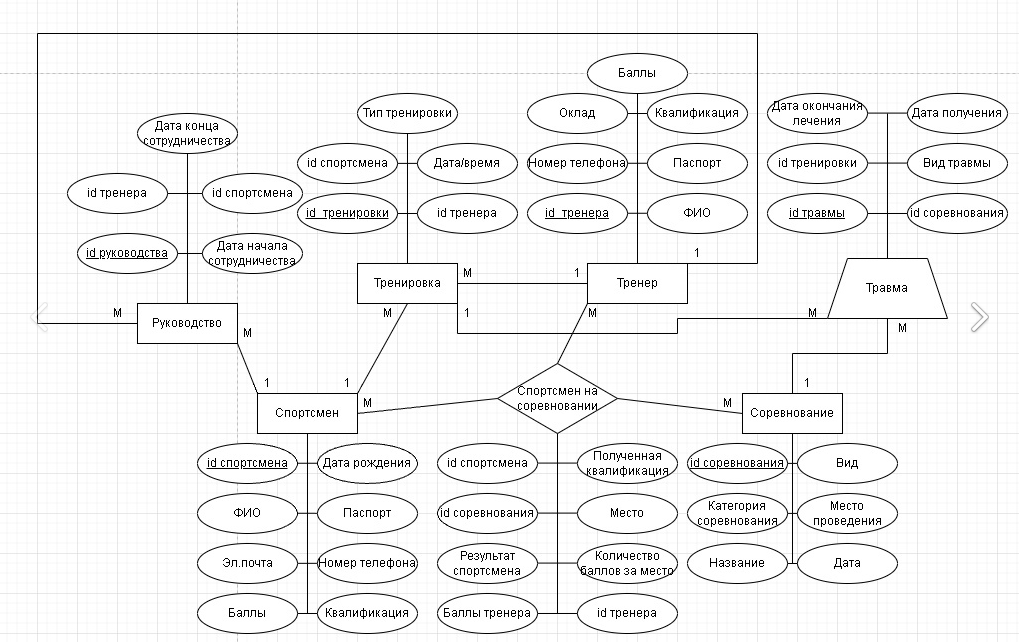 Баллы
Тип тренировки
Оклад
Квалификация
Дата окончания
лечения
Дата получения
Дата конца
сотрудничества
id спортсмена
Дата/время
Номер телефона
Паспорт
id тренировки
Вид травмы
id тренера
id спортсмена
id_тренировки
id тренера
id_тренера
ФИО
id травмы
id соревнования
id руководства
Дата начала
сотрудничества
1
Тренировка
М
1
Тренер
Травма
М
Руководство
М
1
М
М
М
М
1
1
1
Спортсмен
М
Спортсмен на
соревновании
М
Соревнование
id спортсмена
Дата рождения
id спортсмена
Полученная
квалификация
id соревнования
Вид
ФИО
Паспорт
id соревнования
Место
Категория
соревнования
Место
проведения
Эл.почта
Номер телефона
Результат
спортсмена
Количество
баллов за место
Название
Дата
Баллы
Квалификация
Баллы тренера
id тренера